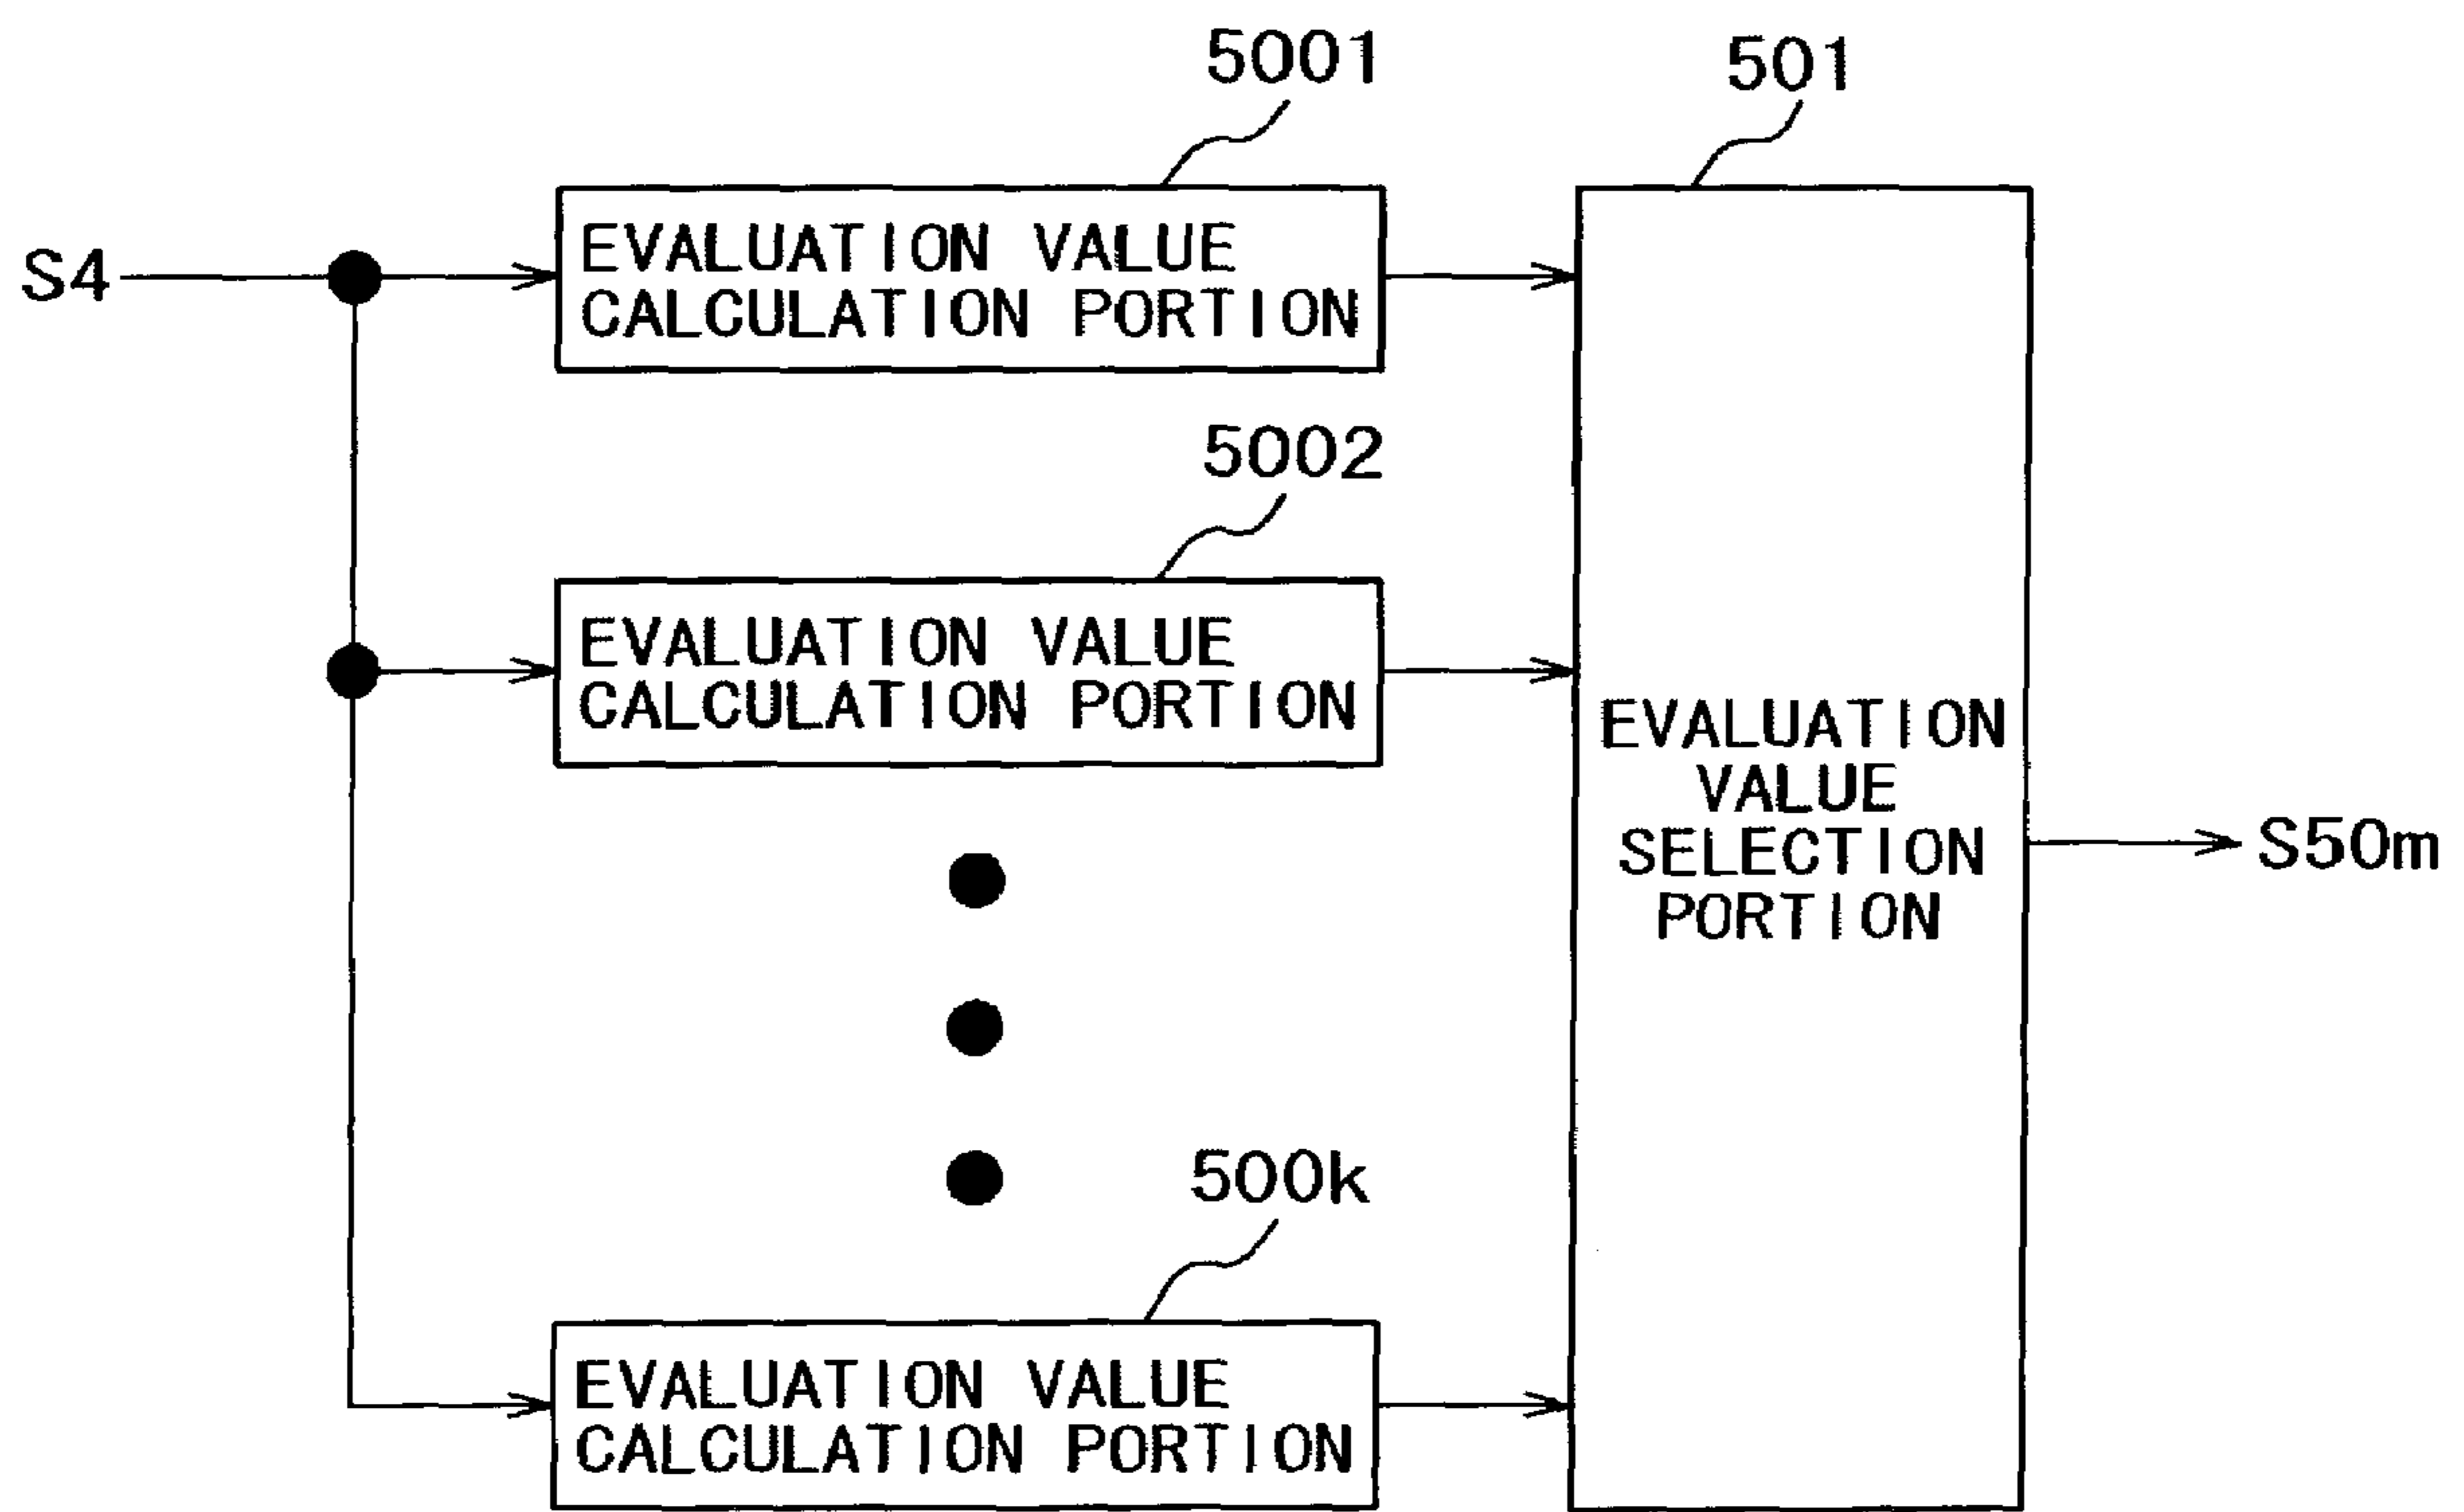 5001
501
S4
EVALUATION VALUE
CALCULATION PORTION
5002
EVALUATION VALUE
CALCULATION PORTION
EVALUATION
VALUE
SELECTION
PORTION
S50m
500k
EVALUATION VALUE
CALCULATION PORTION